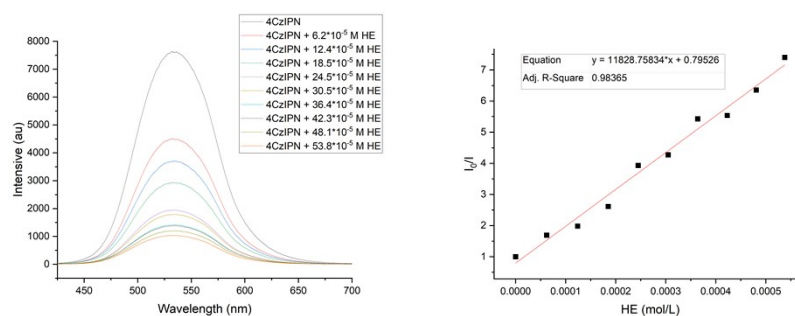 4CzIPN
4CzIPN + 6.2*10-5 M HE
4CzIPN + 12.4*10-5 M HE
4CzIPN + 18.5*10-5 M HE
4CzIPN + 24.5*10-5 M HE
4CzIPN + 30.5*10-5 M HE
4CzIPN + 36.4*10-5 M HE
4CzIPN + 42.3*10-5 M HE
4CzIPN + 48.1*10-5 M HE
4CzIPN + 53.8*10-5 M HE
8000
7000
6000
5000
4000
3000
2000
1000
0
Intensive (au)
450 500 550 600 650 700
Wavelength (nm)
Equation y = 11828.75834*x + 0.79526
Adj. R-Square 0.98365
7
6
5
4
3
2
1
I0/I
0.0000 0.0001 0.0002 0.0003 0.0004 0.0005
HE (mol/L)